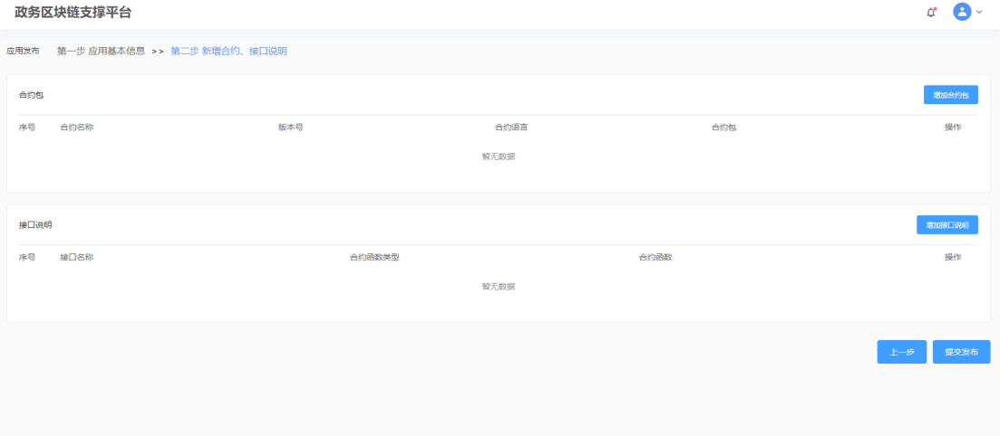 政务区块链支撑平台
应用发布 第一步 应用基本信息 >> 第二步 新增合约、接口说明
合约包 增加合约包
序号 合约名称 版本号 合约语言 合约包 操作
暂无数据
接口说明 增加接口说明
序号 接口名称 合约函数类型 合约函数 操作
暂无数据
上一步 提交发布